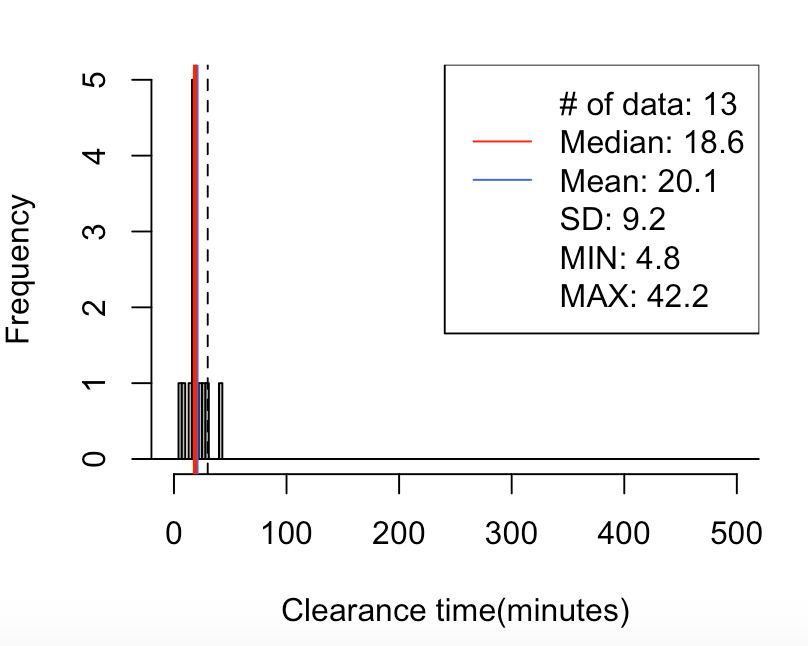 # of data: 13
Median: 18.6
Mean: 20.1
SD: 9.2
MIN: 4.8
MAX: 42.2
Frequency
5
4
3
2
1
0
0 100 200 300 400 500
Clearance time(minutes)